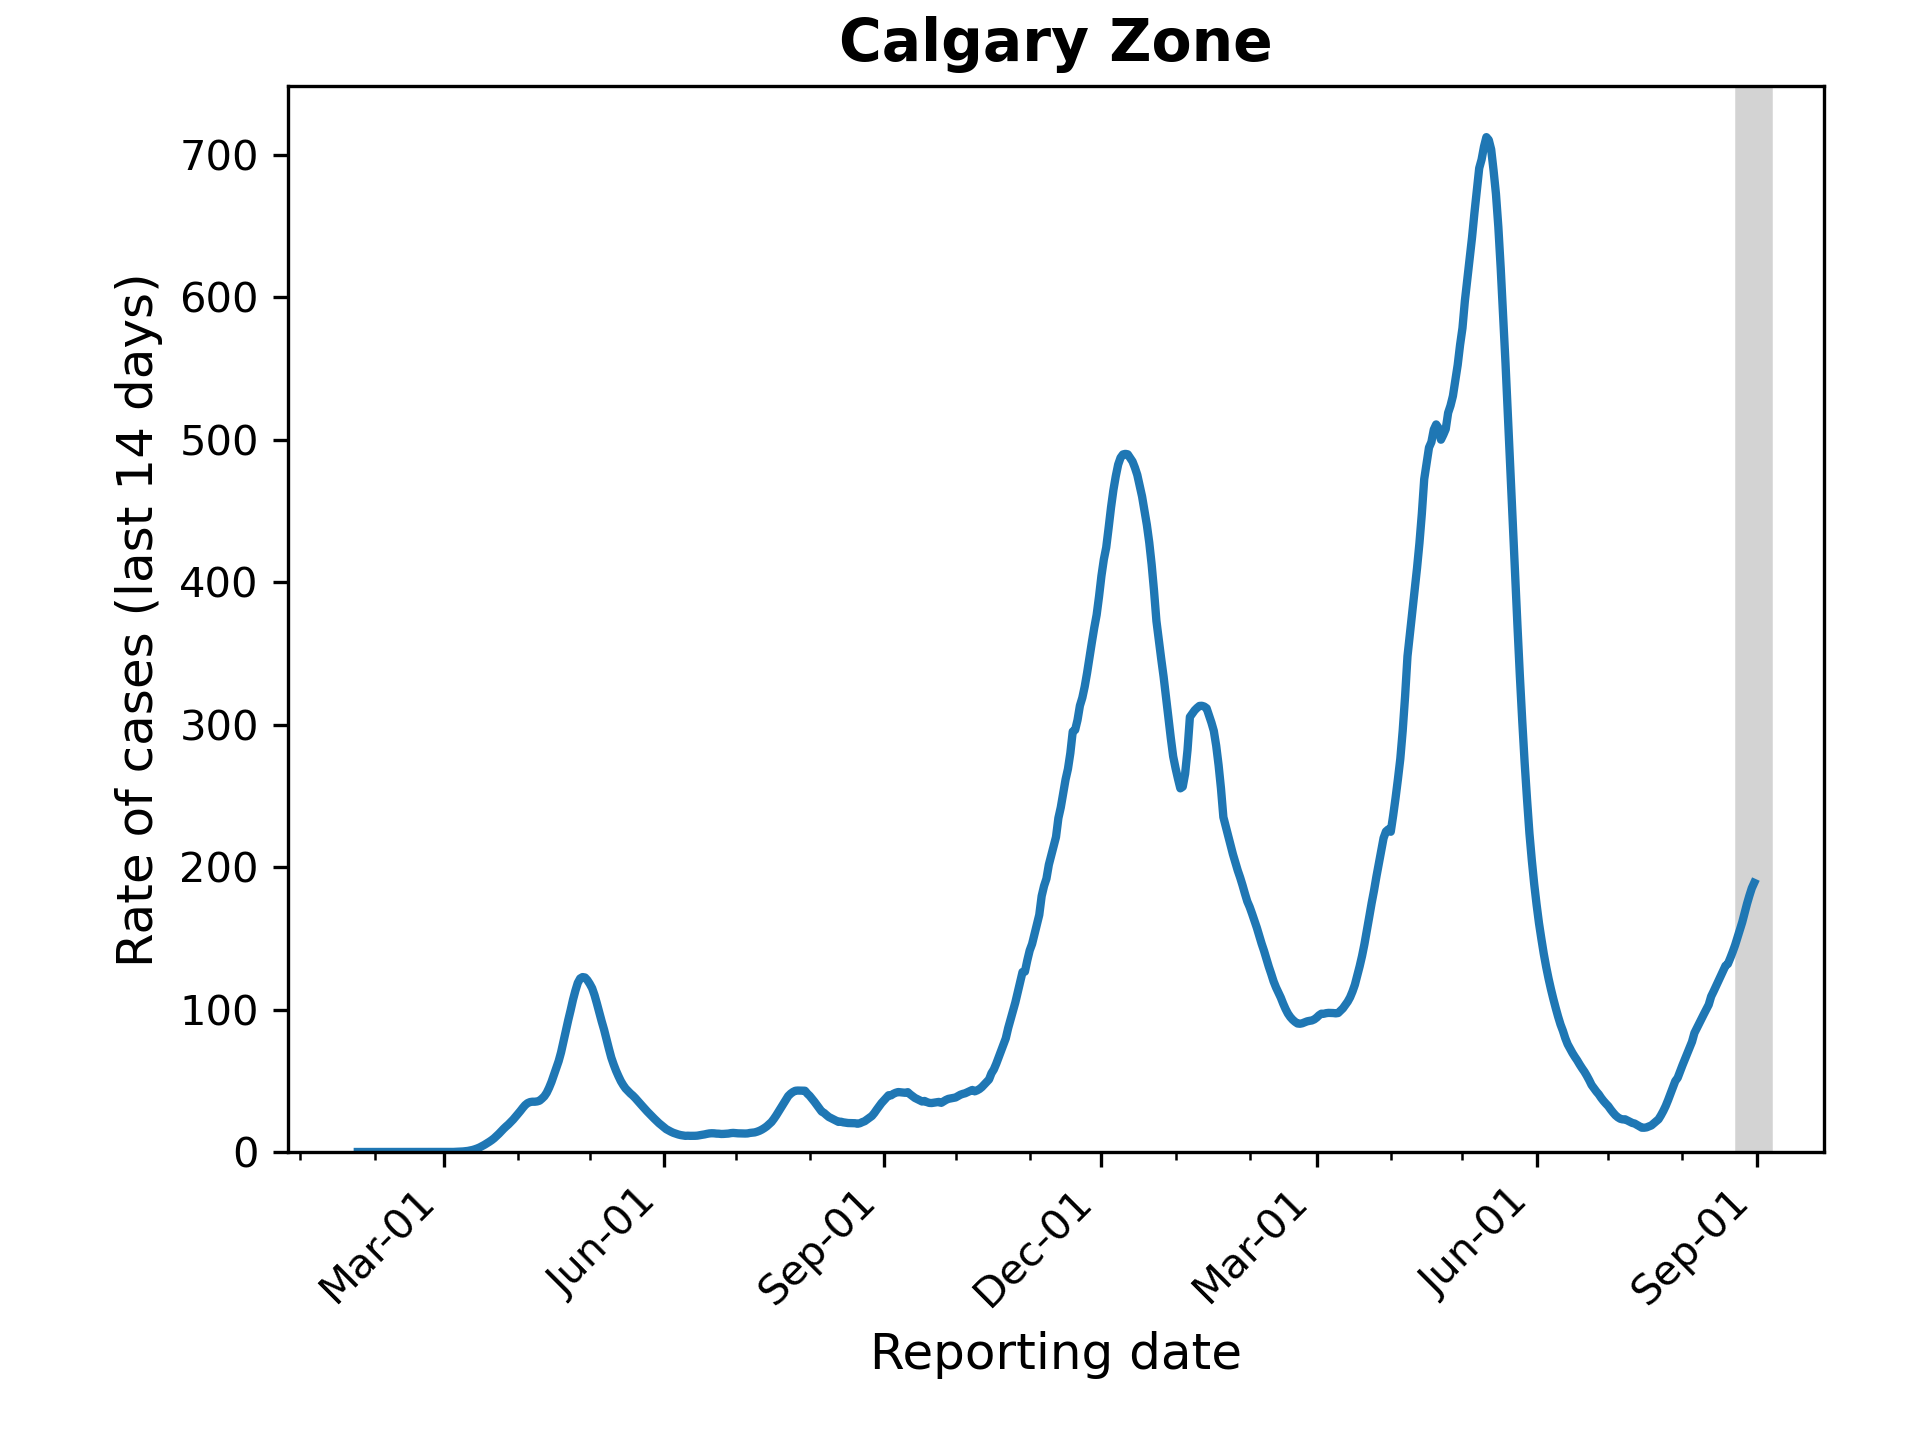 Calgary Zone
Rate of cases (last 14 days)
700
600
500
400
300
200
100
0
Mar-01
Jun-01
Sep-01
Dec-01
Mar-01
Jun-01
Sep-01
Reporting date